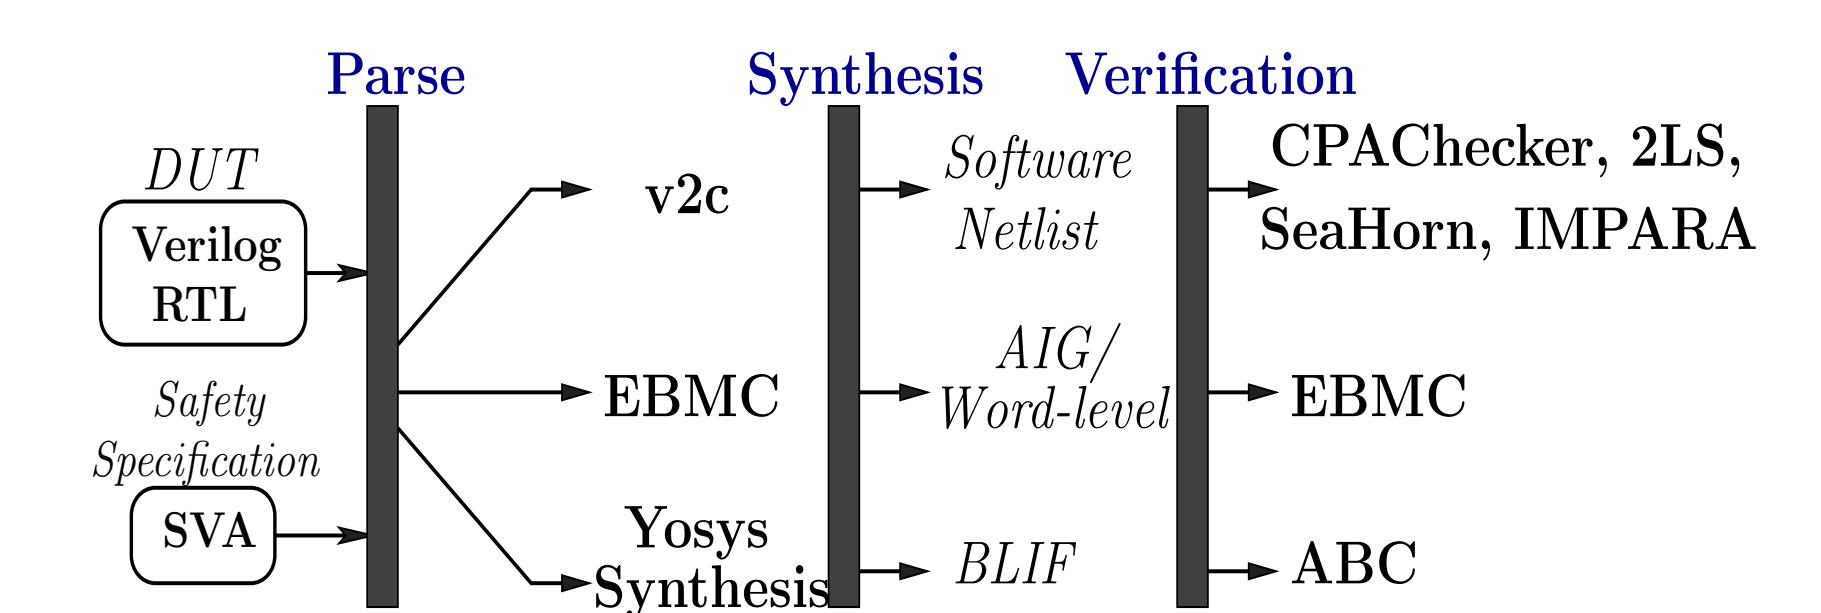 Parse
Synthesis
Verification
DUT
Verilog
RTL
Safety
Specification
SVA
v2c
EBMC
Yosys
Synthesis
Software
Netlist
AIG/
Word-level
BLIF
CPAChecker, 2LS,
SeaHorn, IMPARA
EBMC
ABC